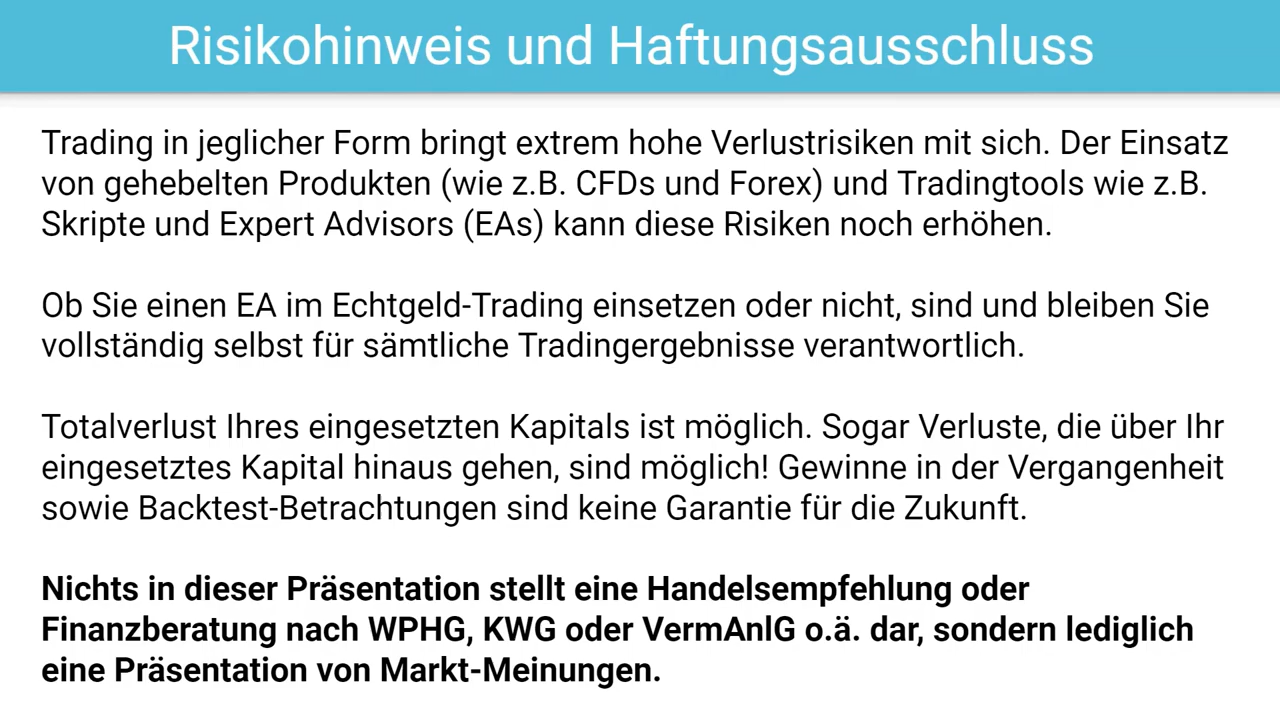 Risikohinweis und Haftungsausschluss
Trading in jeglicher Form bringt extrem hohe Verlustrisiken mit sich. Der Einsatz
von gehebelten Produkten (wie z.B. CFDs und Forex) und Tradingtools wie z.B.
Skripte und Expert Advisors (EAs) kann diese Risiken noch erhöhen.
Ob Sie einen EA im Echtgeld-Trading einsetzen oder nicht, sind und bleiben Sie
vollständig selbst für sämtliche Tradingergebnisse verantwortlich.
Totalverlust Ihres eingesetzten Kapitals ist möglich. Sogar Verluste, die über Ihr
eingesetztes Kapital hinaus gehen, sind möglich! Gewinne in der Vergangenheit
sowie Backtest-Betrachtungen sind keine Garantie für die Zukunft.
Nichts in dieser Präsentation stellt eine Handelsempfehlung oder
Finanzberatung nach WPHG, KWG oder VermAnlG o.ä. dar, sondern lediglich
eine Präsentation von Markt-Meinungen.